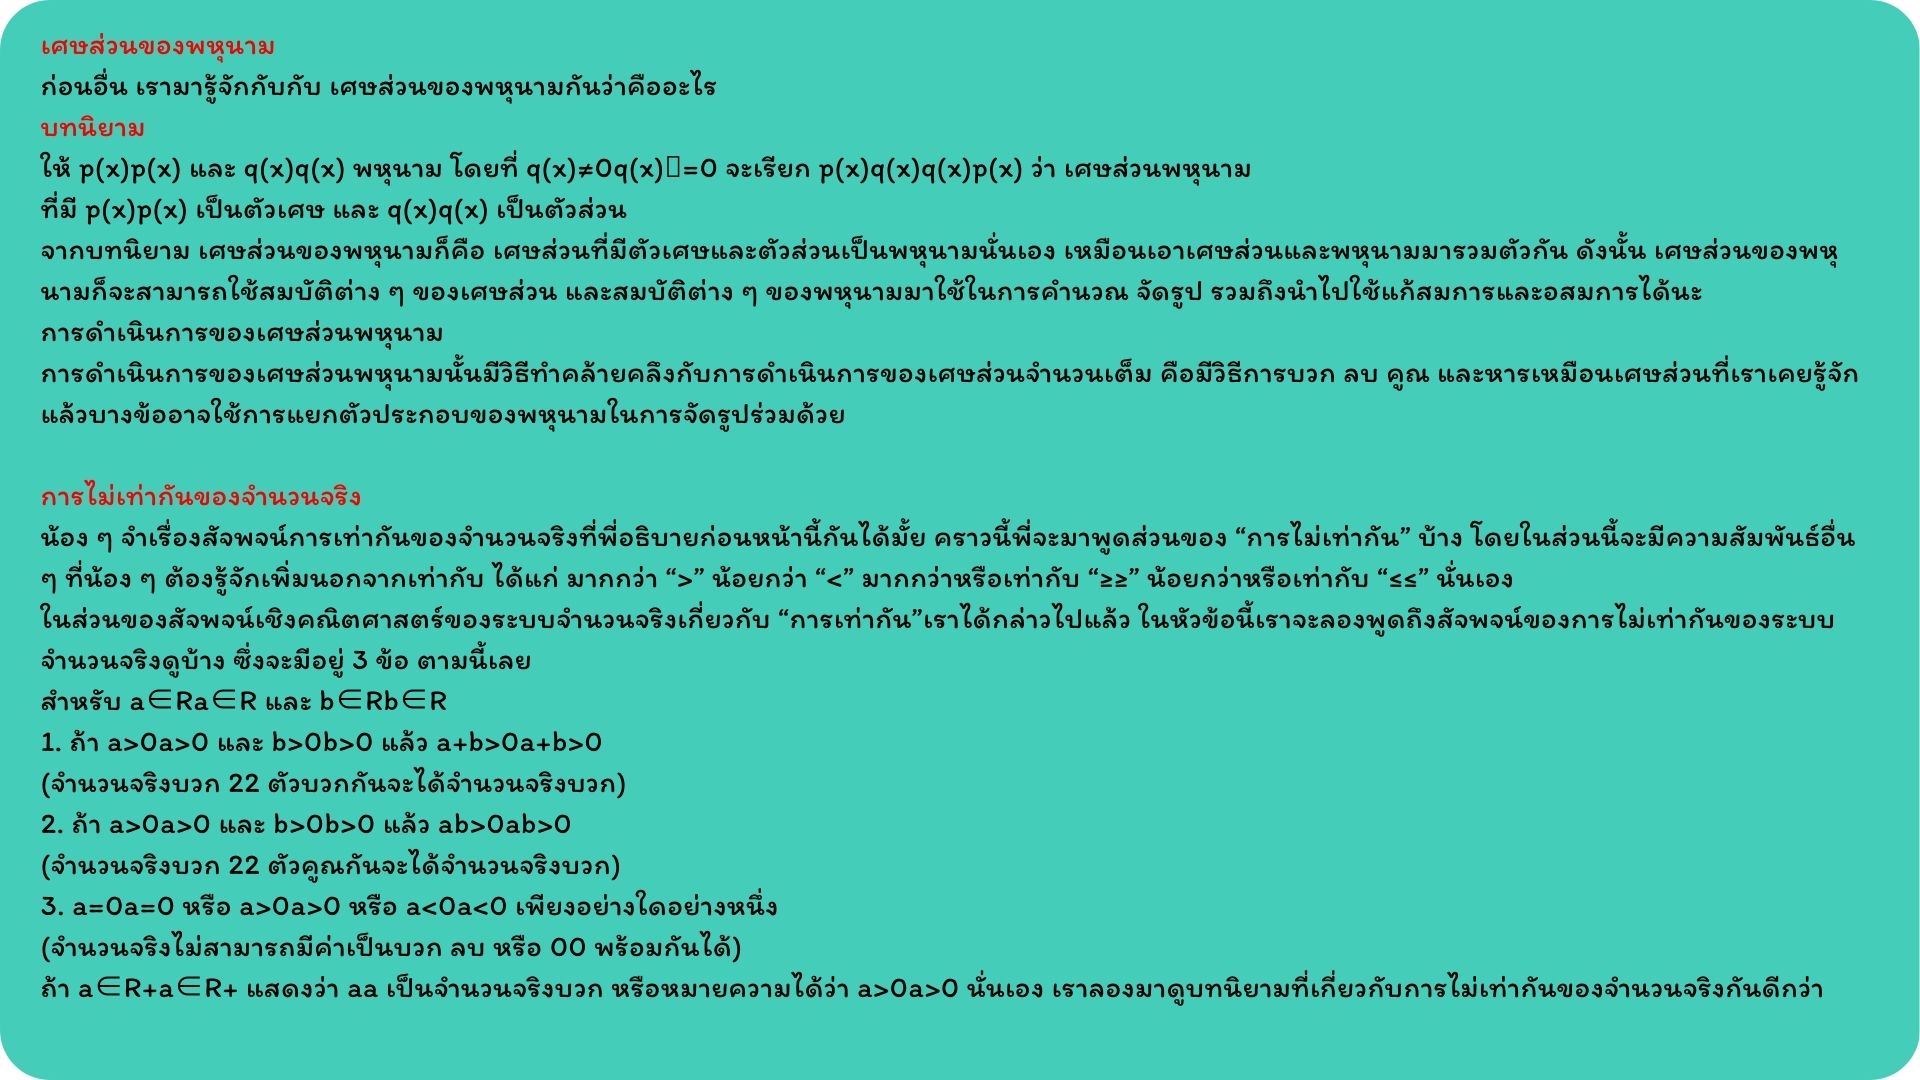 เศษส่วนของพหุนาม
ก่อนอื่น เรามารู้จักกับกับ เศษส่วนของพหุนามกันว่าคืออะไร
บทนิยาม
ให้ p(x)p(x) และ q(x)q(x) พหุนาม โดยที่ q(x)≠0q(x)=0 จะเรียก p(x)q(x)q(x)p(x) ว่า เศษส่วนพหุนาม
ที่มี p(x)p(x) เป็นตัวเศษ และ q(x)q(x) เป็นตัวส่วน
จากบทนิยาม เศษส่วนของพหุนามก็คือ เศษส่วนที่มีตัวเศษและตัวส่วนเป็นพหุนามนั่นเอง เหมือนเอาเศษส่วนและพหุนามมารวมตัวกัน ดังนั้น เศษส่วนของพหุ
นามก็จะสามารถใช้สมบัติต่าง ๆ ของเศษส่วน และสมบัติต่าง ๆ ของพหุนามมาใช้ในการคำนวณ จัดรูป รวมถึงนำไปใช้แก้สมการและอสมการได้นะ
การดำเนินการของเศษส่วนพหุนาม
การดำเนินการของเศษส่วนพหุนามนั้นมีวิธีทำคล้ายคลึงกับการดำเนินการของเศษส่วนจำนวนเต็ม คือมีวิธีการบวก ลบ คูณ และหารเหมือนเศษส่วนที่เราเคยรู้จัก
แล้วบางข้ออาจใช้การแยกตัวประกอบของพหุนามในการจัดรูปร่วมด้วย
การไม่เท่ากันของจำนวนจริง
น้อง ๆ จำเรื่องสัจพจน์การเท่ากันของจำนวนจริงที่พี่อธิบายก่อนหน้านี้กันได้มั้ย คราวนี้พี่จะมาพูดส่วนของ “การไม่เท่ากัน” บ้าง โดยในส่วนนี้จะมีความสัมพันธ์อื่น
ๆ ที่น้อง ๆ ต้องรู้จักเพิ่มนอกจากเท่ากับ ได้แก่ มากกว่า “>” น้อยกว่า “<” มากกว่าหรือเท่ากับ “≥≥” น้อยกว่าหรือเท่ากับ “≤≤” นั่นเอง
ในส่วนของสัจพจน์เชิงคณิตศาสตร์ของระบบจำนวนจริงเกี่ยวกับ “การเท่ากัน”เราได้กล่าวไปแล้ว ในหัวข้อนี้เราจะลองพูดถึงสัจพจน์ของการไม่เท่ากันของระบบ
จำนวนจริงดูบ้าง ซึ่งจะมีอยู่ 3 ข้อ ตามนี้เลย
สำหรับ a∈Ra∈R และ b∈Rb∈R
1. ถ้า a>0a>0 และ b>0b>0 แล้ว a+b>0a+b>0
(จำนวนจริงบวก 22 ตัวบวกกันจะได้จำนวนจริงบวก)
2. ถ้า a>0a>0 และ b>0b>0 แล้ว ab>0ab>0
(จำนวนจริงบวก 22 ตัวคูณกันจะได้จำนวนจริงบวก)
3. a=0a=0 หรือ a>0a>0 หรือ a<0a<0 เพียงอย่างใดอย่างหนึ่ง
(จำนวนจริงไม่สามารถมีค่าเป็นบวก ลบ หรือ 00 พร้อมกันได้)
ถ้า a∈R+a∈R+ แสดงว่า aa เป็นจำนวนจริงบวก หรือหมายความได้ว่า a>0a>0 นั่นเอง เราลองมาดูบทนิยามที่เกี่ยวกับการไม่เท่ากันของจำนวนจริงกันดีกว่า